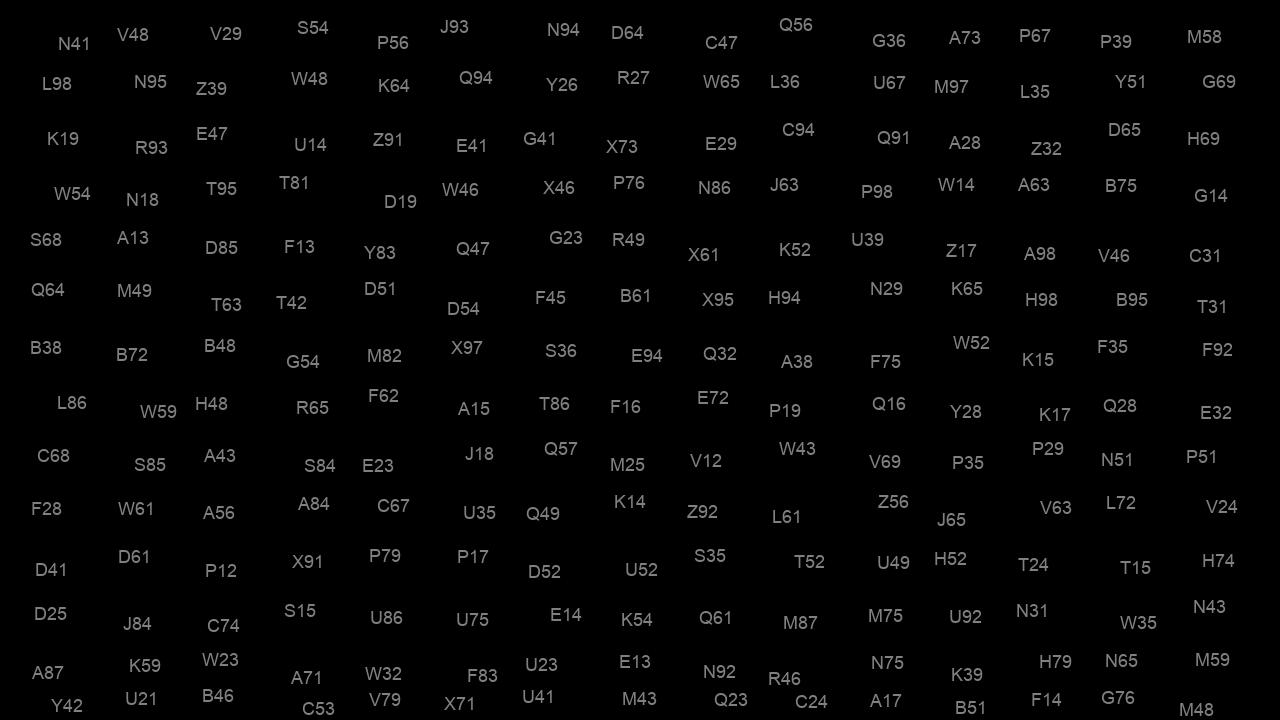 N41 V48 V29 S54 P56 J93 N94 D64 C47 Q56 G36 A73 P67 P39 M58
L98 N95 Z39 W48 K64 Q94 Y26 R27 W65 L36 U67 M97 L35 Y51 G69
K19 R93 E47 U14 Z91 E41 G41 X73 E29 C94 Q91 A28 Z32 D65 H69
W54 N18 T95 T81 D19 W46 X46 P76 N86 J63 P98 W14 A63 B75 G14
S68 A13 D85 F13 Y83 Q47 G23 R49 X61 K52 U39 Z17 A98 V46 C31
Q64 M49 T63 T42 D51 D54 F45 B61 X95 H94 N29 K65 H98 B95 T31
B38 B72 B48 G54 M82 X97 S36 E94 Q32 A38 F75 W52 K15 F35 F92
L86 W59 H48 R65 F62 A15 T86 F16 E72 P19 Q16 Y28 K17 Q28 E32
C68 S85 A43 S84 E23 J18 Q57 M25 V12 W43 V69 P35 P29 N51 P51
F28 W61 A56 A84 C67 U35 Q49 K14 Z92 L61 Z56 J65 V63 L72 V24
D41 D61 P12 X91 P79 P17 D52 U52 S35 T52 U49 H52 T24 T15 H74
D25 J84 C74 S15 U86 U75 E14 K54 Q61 M87 M75 U92 N31 W35 N43
A87 K59 W23 A71 W32 F83 U23 E13 N92 R46 N75 K39 H79 N65 M59
Y42 U21 B46 C53 V79 X71 U41 M43 Q23 C24 A17 B51 F14 G76 M48